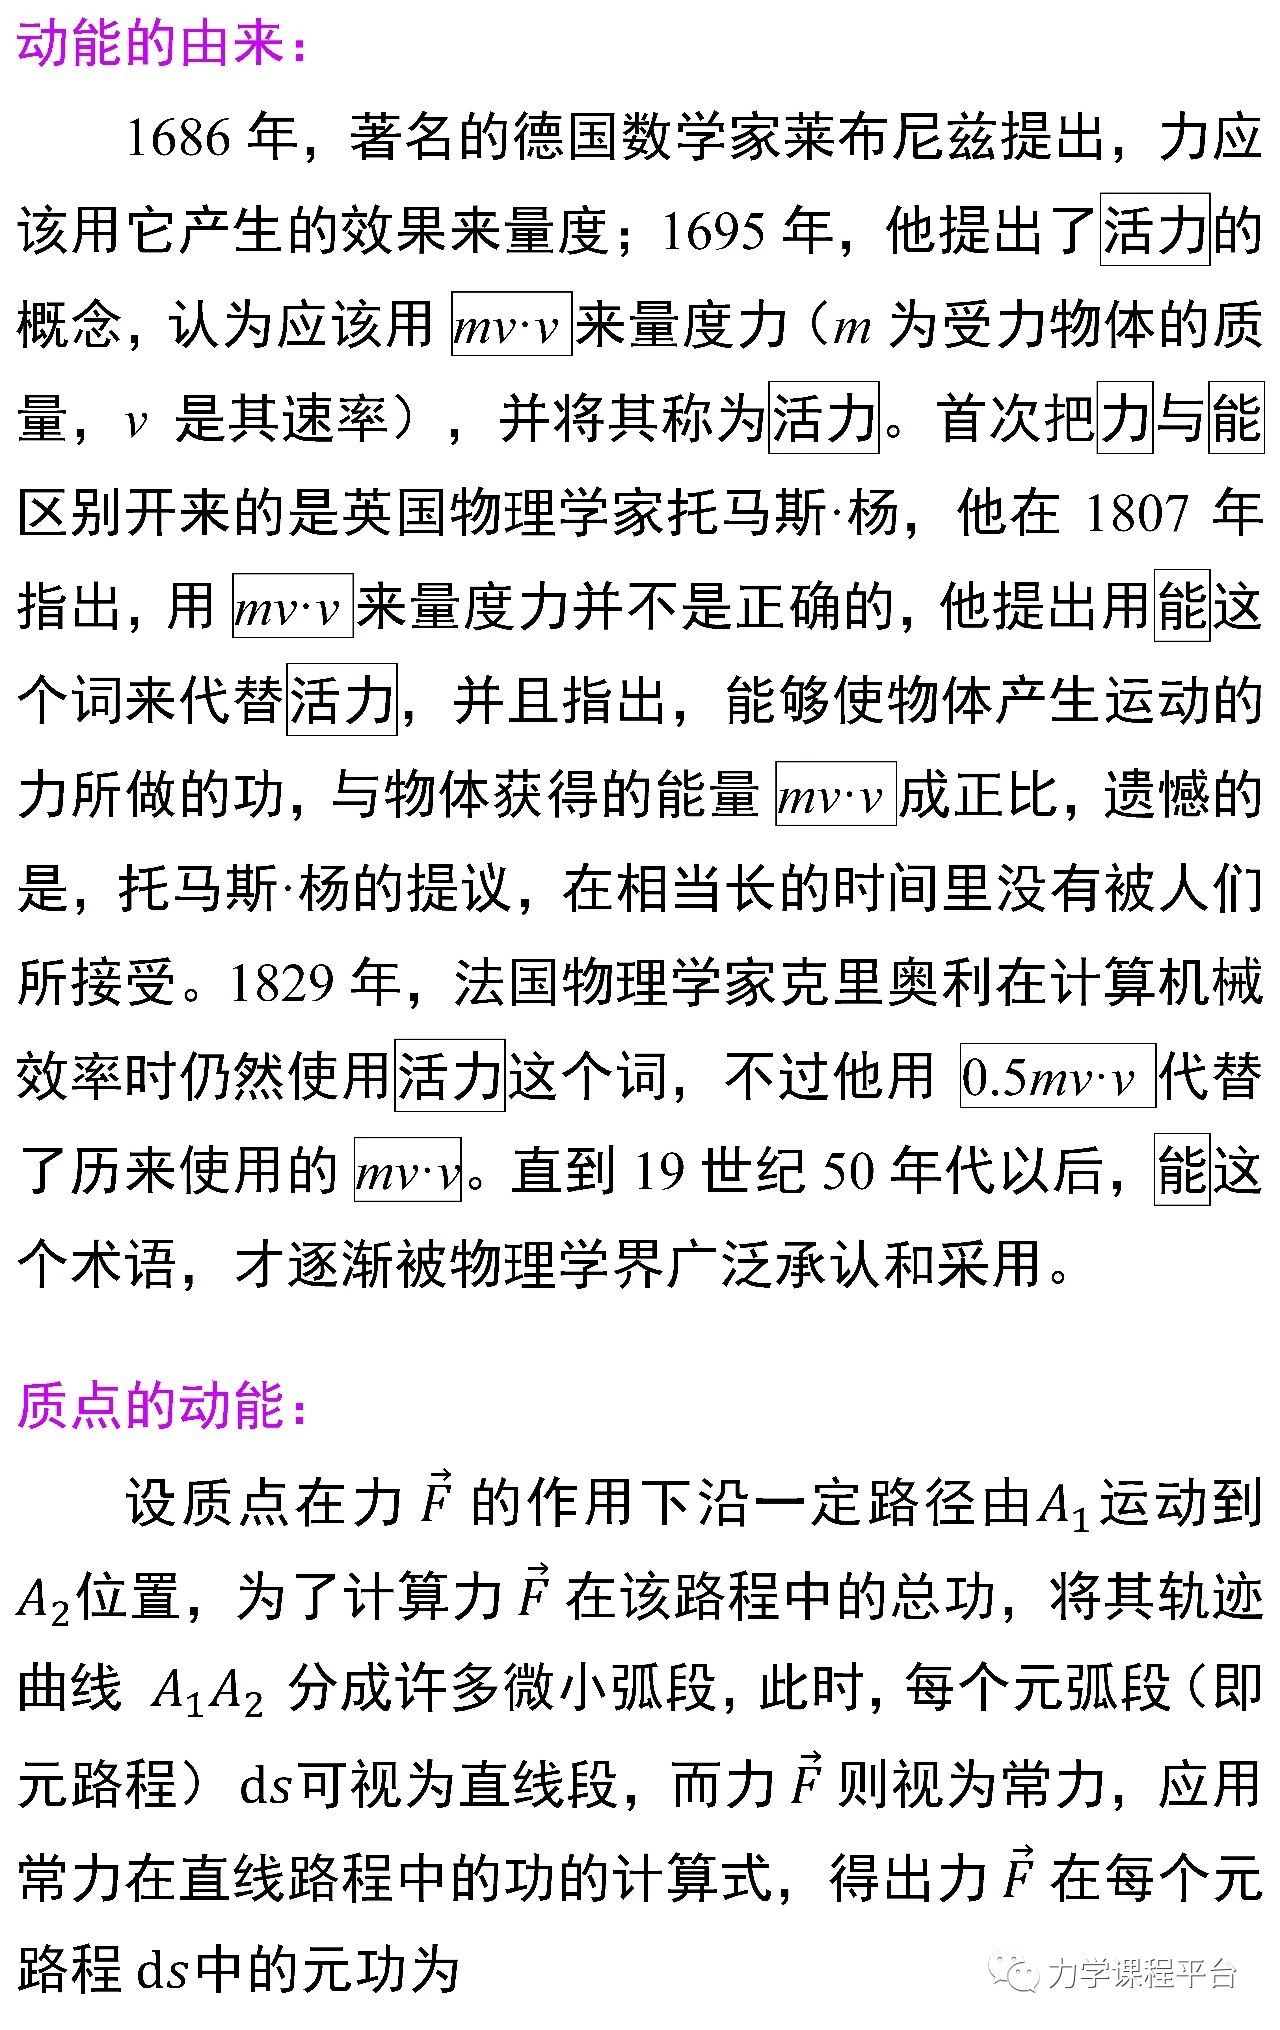 动能的由来：
1686 年，著名的德国数学家莱布尼兹提出，力应
该用它产生的效果来量度；1695 年，他提出了活力的
概念，认为应该用 mv·v 来量度力（m 为受力物体的质
量，v 是其速率），并将其称为活力。首次把力与能
区别开来的是英国物理学家托马斯·杨，他在 1807 年
指出，用 mv·v 来量度力并不是正确的，他提出用能这
个词来代替活力，并且指出，能够使物体产生运动的
力所做的功，与物体获得的能量 mv·v 成正比，遗憾的
是，托马斯·杨的提议，在相当长的时间里没有被人们
所接受。1829 年，法国物理学家克里奥利在计算机械
效率时仍然使用活力这个词，不过他用 0.5mv·v 代替
了历来使用的 mv·v。直到 19 世纪 50 年代以后，能这
个术语，才逐渐被物理学界广泛承认和采用。
质点的动能：
设质点在力 F⃗ 的作用下沿一定路径由A₁运动到
A₂位置，为了计算力 F⃗ 在该路程中的总功，将其轨迹
曲线 A₁A₂ 分成许多微小弧段，此时，每个元弧段（即
元路程） ds可视为直线段，而力 F⃗ 则视为常力，应用
常力在直线路程中的功的计算式，得出力 F⃗ 在每个元
路程 ds中的元功为
力学课程平台